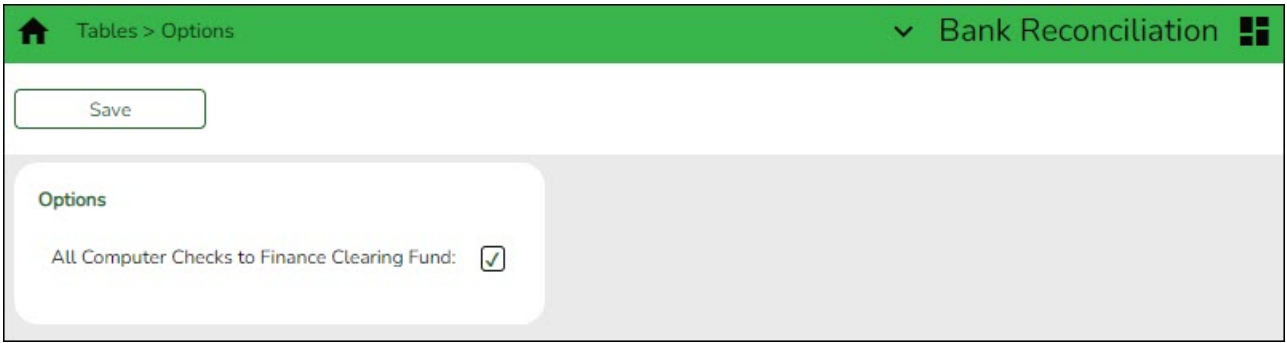 Tables > Options
Bank Reconciliation
Save
Options
All Computer Checks to Finance Clearing Fund: